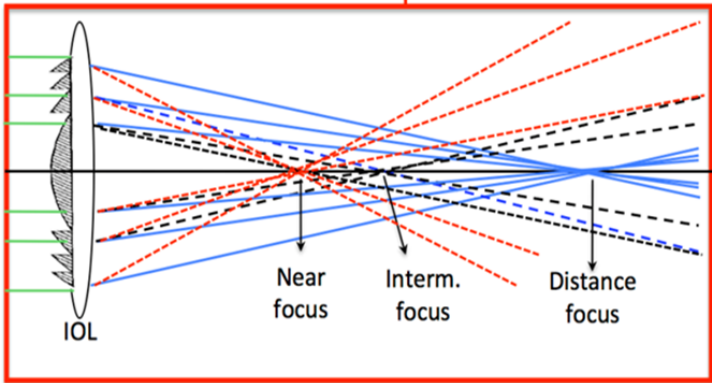 Near
focus
Interm.
focus
Distance
focus
IOL